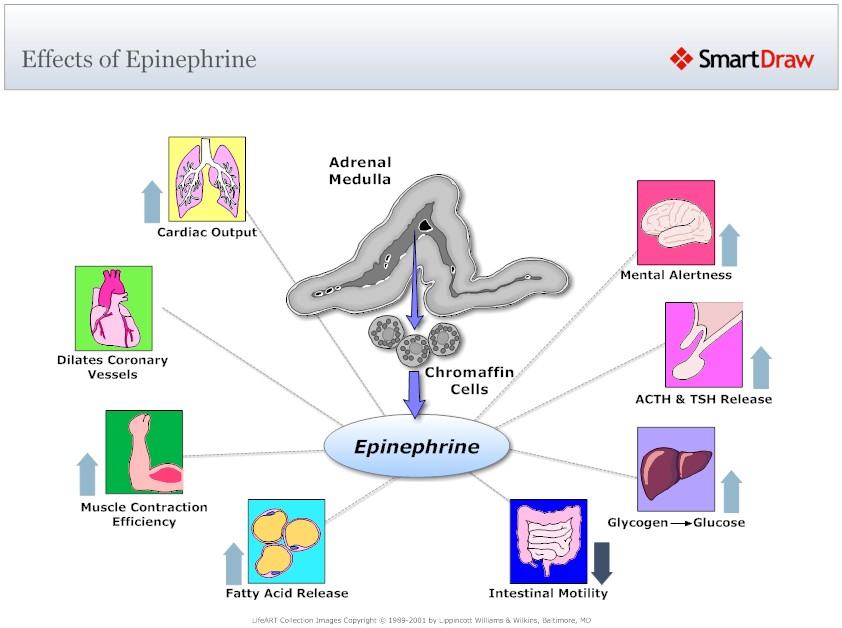 Effects of Epinephrine
SmartDraw
Adrenal
Medulla
Cardiac Output
Mental Alertness
Dilates Coronary
Vessels
Chromaffin
Cells
ACTH & TSH Release
Epinephrine
Muscle Contraction
Efficiency
Glycogen → Glucose
Fatty Acid Release
Intestinal Motility
LifeART Collection Images Copyright © 1989-2001 by Lippincott Williams & Wilkins, Baltimore, MD